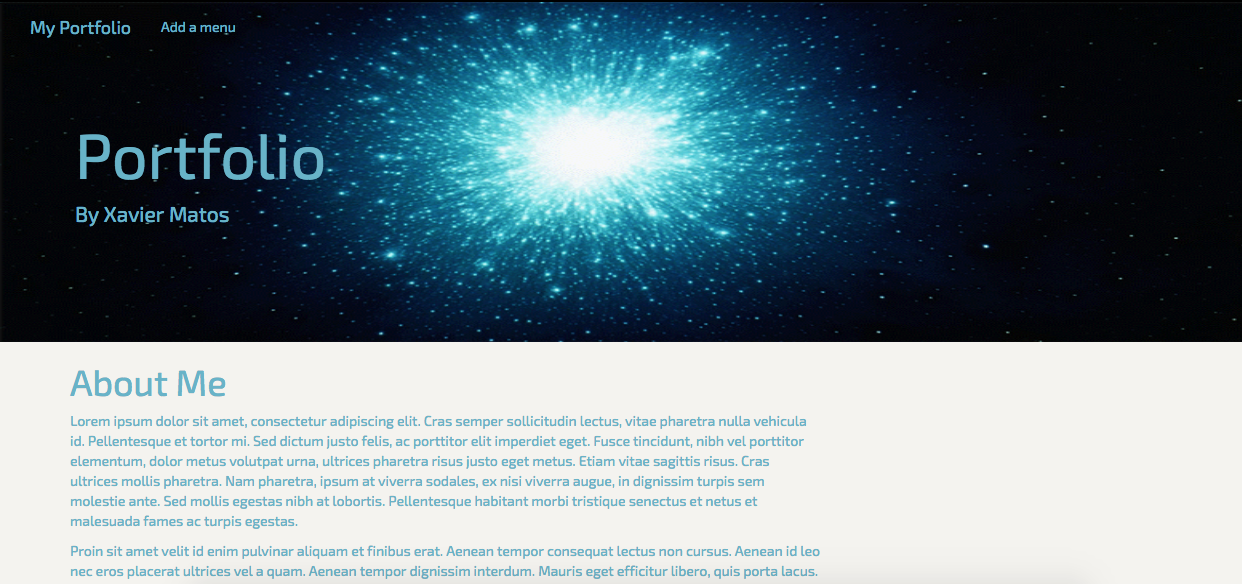 My Portfolio Add a menu
Portfolio
By Xavier Matos
About Me
Lorem ipsum dolor sit amet, consectetur adipiscing elit. Cras semper sollicitudin lectus, vitae pharetra nulla vehicula
id. Pellentesque et tortor mi. Sed dictum justo felis, ac porttitor elit imperdiet eget. Fusce tincidunt, nibh vel porttitor
elementum, dolor metus volutpat urna, ultrices pharetra risus justo eget metus. Etiam vitae sagittis risus. Cras
ultrices mollis pharetra. Nam pharetra, ipsum at viverra sodales, ex nisi viverra augue, in dignissim turpis sem
molestie ante. Sed mollis egestas nibh at lobortis. Pellentesque habitant morbi tristique senectus et netus et
malesuada fames ac turpis egestas.
Proin sit amet velit id enim pulvinar aliquam et finibus erat. Aenean tempor consequat lectus non cursus. Aenean id leo
nec eros placerat ultrices vel a quam. Aenean tempor dignissim interdum. Mauris eget efficitur libero, quis porta lacus.